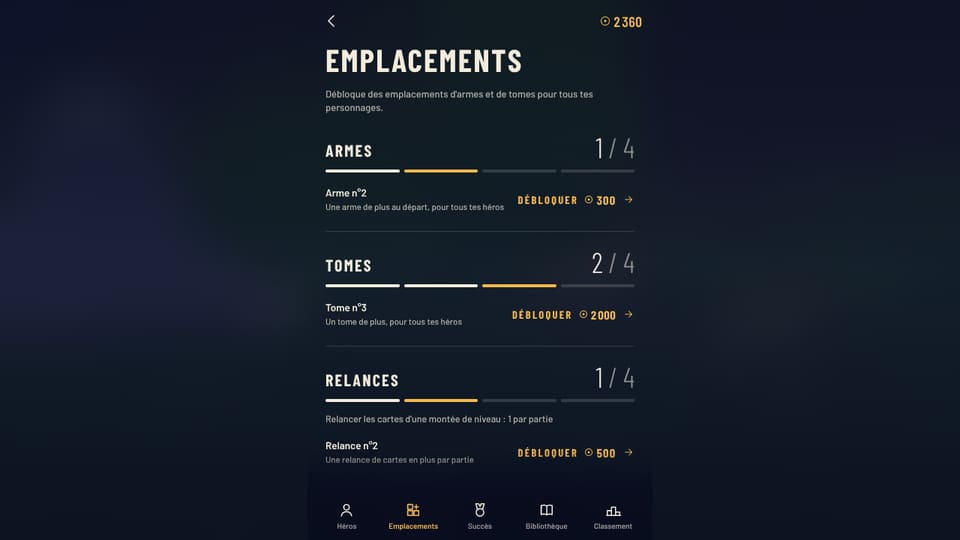 2 360
EMPLACEMENTS
Débloque des emplacements d'armes et de tomes pour tous tes
personnages.
ARMES
1 / 4
Arme n°2
Une arme de plus au départ, pour tous tes héros
DÉBLOQUER 300
TOMES
2 / 4
Tome n°3
Un tome de plus, pour tous tes héros
DÉBLOQUER 2 000
RELANCES
1 / 4
Relancer les cartes d'une montée de niveau : 1 par partie
Relance n°2
Une relance de cartes en plus par partie
DÉBLOQUER 500
Héros
Emplacements
Succès
Bibliothèque
Classement